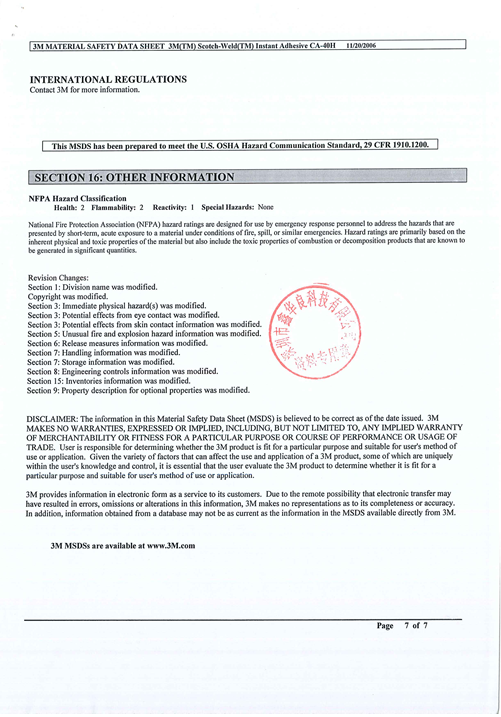 3M MATERIAL SAFETY DATA SHEET 3M(TM) Scotch-Weld(TM) Instant Adhesive CA-40H 11/20/2006
INTERNATIONAL REGULATIONS
Contact 3M for more information.
This MSDS has been prepared to meet the U.S. OSHA Hazard Communication Standard, 29 CFR 1910.1200.
SECTION 16: OTHER INFORMATION
NFPA Hazard Classification
Health: 2 Flammability: 2 Reactivity: 1 Special Hazards: None
National Fire Protection Association (NFPA) hazard ratings are designed for use by emergency response personnel to address the hazards that are
presented by short-term, acute exposure to a material under conditions of fire, spill, or similar emergencies. Hazard ratings are primarily based on the
inherent physical and toxic properties of the material but also include the toxic properties of combustion or decomposition products that are known to
be generated in significant quantities.
Revision Changes:
Section 1: Division name was modified.
Copyright was modified.
Section 3: Immediate physical hazard(s) was modified.
Section 3: Potential effects from eye contact was modified.
Section 3: Potential effects from skin contact information was modified.
Section 5: Unusual fire and explosion hazard information was modified.
Section 6: Release measures information was modified.
Section 7: Handling information was modified.
Section 7: Storage information was modified.
Section 8: Engineering controls information was modified.
Section 15: Inventories information was modified.
Section 9: Property description for optional properties was modified.
深圳市鑫华良科技有限公司
资料专用章
DISCLAIMER: The information in this Material Safety Data Sheet (MSDS) is believed to be correct as of the date issued. 3M
MAKES NO WARRANTIES, EXPRESSED OR IMPLIED, INCLUDING, BUT NOT LIMITED TO, ANY IMPLIED WARRANTY
OF MERCHANTABILITY OR FITNESS FOR A PARTICULAR PURPOSE OR COURSE OF PERFORMANCE OR USAGE OF
TRADE. User is responsible for determining whether the 3M product is fit for a particular purpose and suitable for user's method of
use or application. Given the variety of factors that can affect the use and application of a 3M product, some of which are uniquely
within the user's knowledge and control, it is essential that the user evaluate the 3M product to determine whether it is fit for a
particular purpose and suitable for user's method of use or application.
3M provides information in electronic form as a service to its customers. Due to the remote possibility that electronic transfer may
have resulted in errors, omissions or alterations in this information, 3M makes no representations as to its completeness or accuracy.
In addition, information obtained from a database may not be as current as the information in the MSDS available directly from 3M.
3M MSDSs are available at www.3M.com
Page 7 of 7